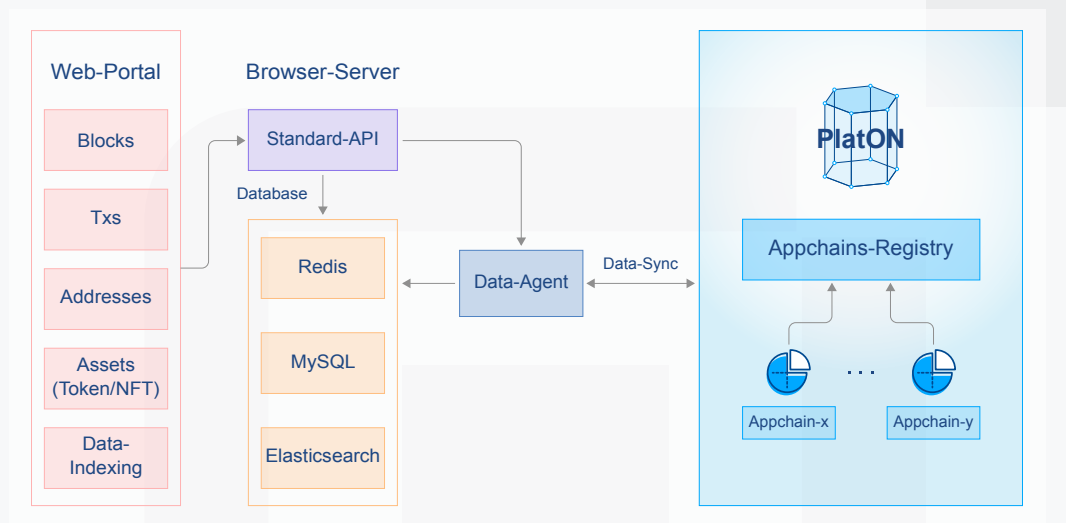 Web-Portal
Blocks
Txs
Addresses
Assets
(Token/NFT)
Data-
Indexing
Browser-Server
Standard-API
Database
Redis
MySQL
Elasticsearch
Data-Agent
Data-Sync
PlatON
Appchains-Registry
...
Appchain-x
Appchain-y